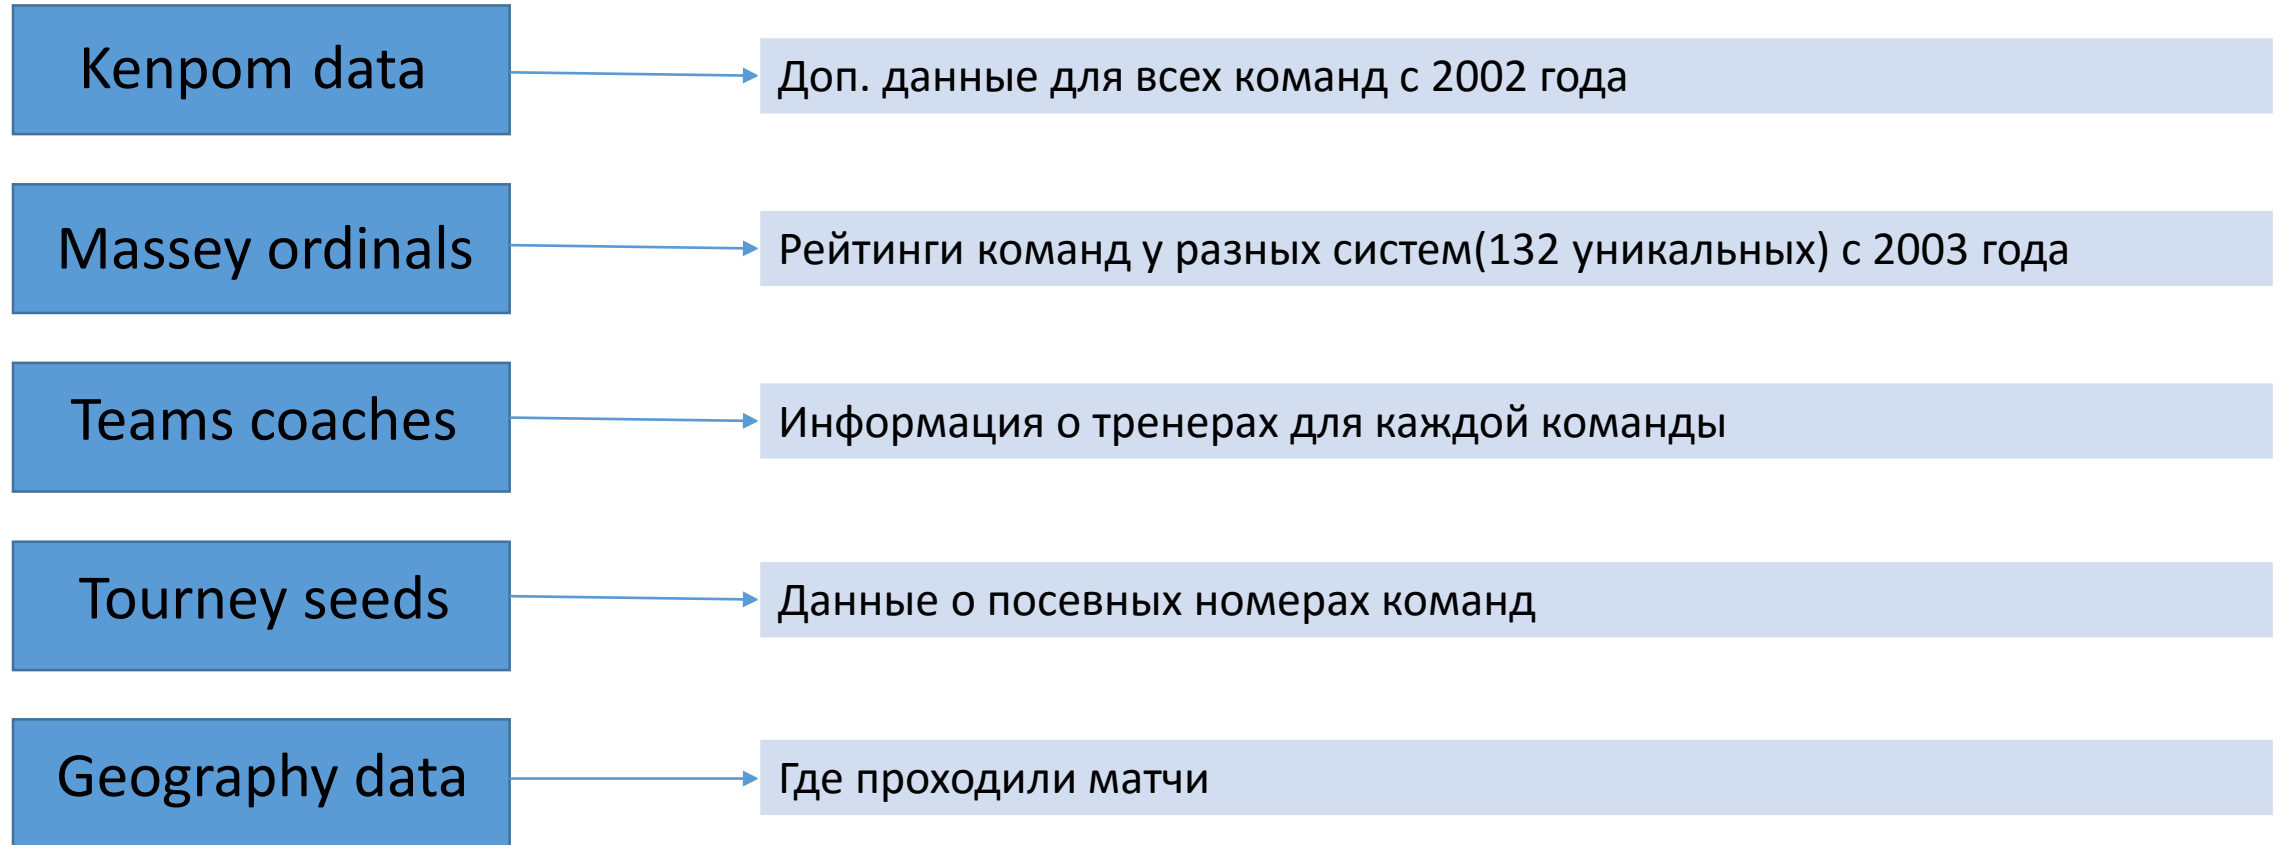 Kenpom data
Доп. данные для всех команд с 2002 года
Massey ordinals
Рейтинги команд у разных систем(132 уникальных) с 2003 года
Teams coaches
Информация о тренерах для каждой команды
Tourney seeds
Данные о посевных номерах команд
Geography data
Где проходили матчи